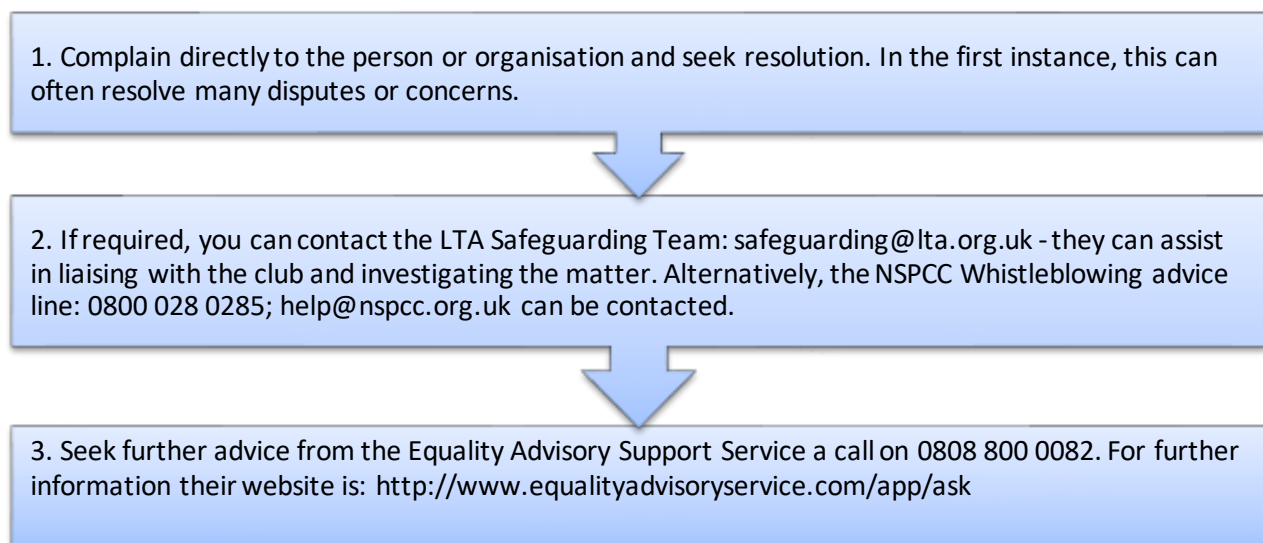 1. Complain directly to the person or organisation and seek resolution. In the first instance, this can
often resolve many disputes or concerns.
2. If required, you can contact the LTA Safeguarding Team: safeguarding@lta.org.uk - they can assist
in liaising with the club and investigating the matter. Alternatively, the NSPCC Whistleblowing advice
line: 0800 028 0285; help@nspcc.org.uk can be contacted.
3. Seek further advice from the Equality Advisory Support Service a call on 0808 800 0082. For further
information their website is: http://www.equalityadvisoryservice.com/app/ask